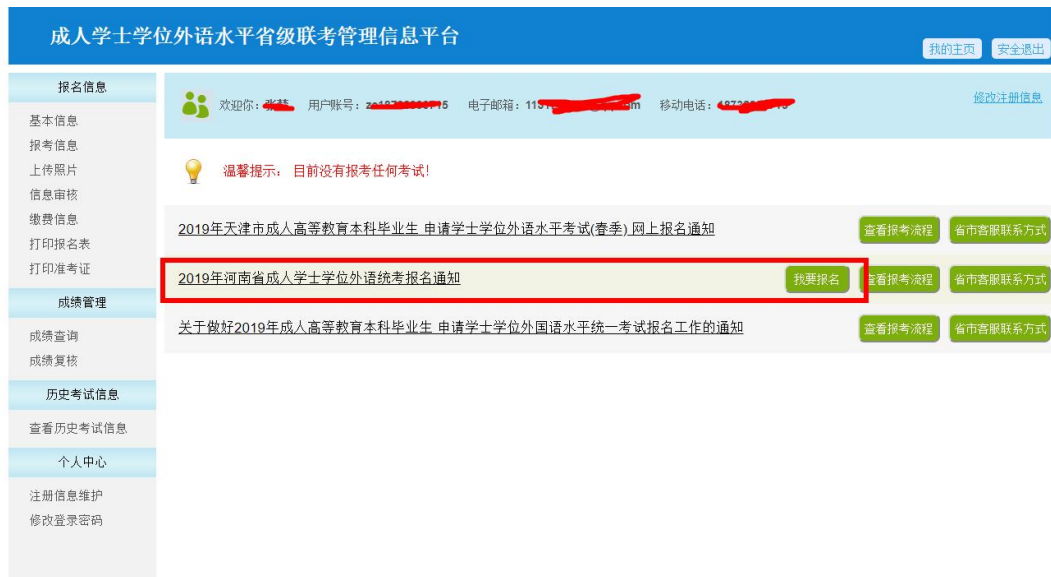 成人学士学位外语水平省级联考管理信息平台
我的主页 安全退出
报名信息
基本信息
报考信息
上传照片
信息审核
缴费信息
打印报名表
打印准考证
成绩管理
成绩查询
成绩复核
历史考试信息
查看历史考试信息
个人中心
注册信息维护
修改登录密码
欢迎你: 用户账号: 电子邮箱: 移动电话:
修改注册信息
温馨提示: 目前没有报考任何考试!
2019年天津市成人高等教育本科毕业生 申请学士学位外语水平考试(春季) 网上报名通知 查看报考流程 省市客服联系方式
2019年河南省成人学士学位外语统考报名通知 我要报名 查看报考流程 省市客服联系方式
关于做好2019年成人高等教育本科毕业生 申请学士学位外国语水平统一考试报名工作的通知 查看报考流程 省市客服联系方式